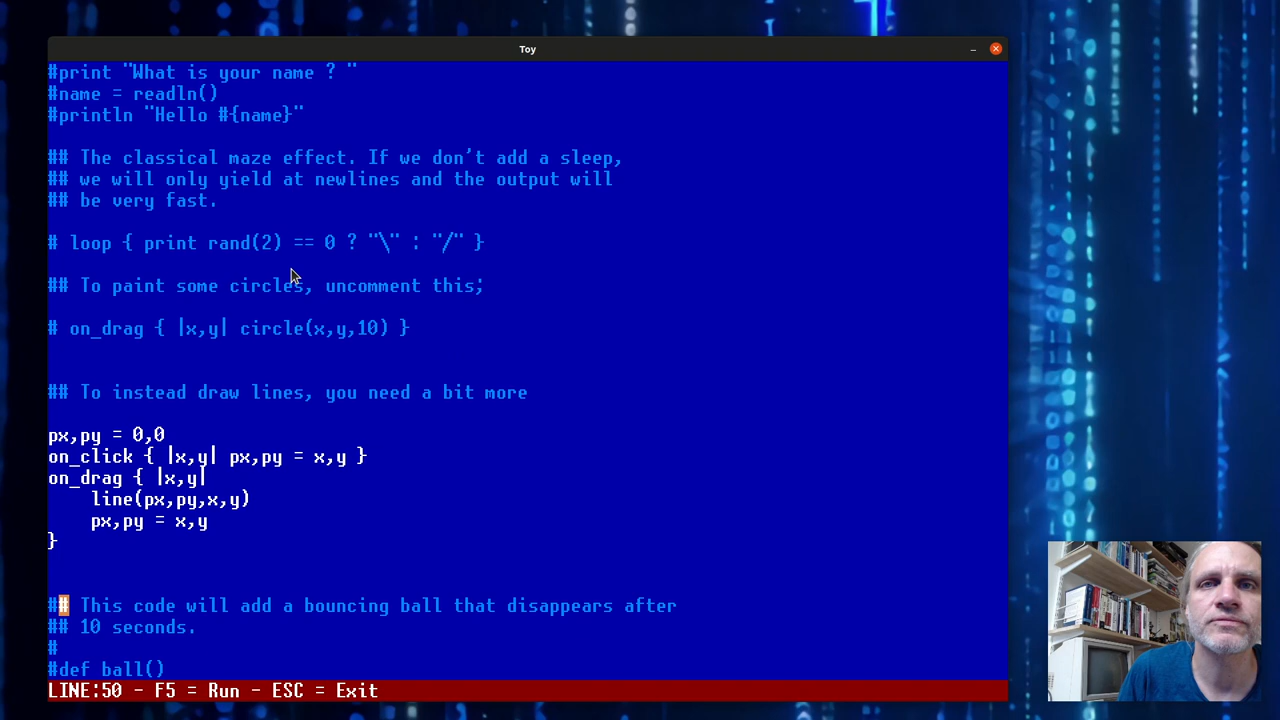 Toy
#print "What is your name ? "
#name = readln()
#println "Hello #{name}"
## The classical maze effect. If we don't add a sleep,
## we will only yield at newlines and the output will
## be very fast.
# loop { print rand(2) == 0 ? "\" : "/" }
## To paint some circles, uncomment this;
# on_drag { |x,y| circle(x,y,10) }
## To instead draw lines, you need a bit more
px,py = 0,0
on_click { |x,y| px,py = x,y }
on_drag { |x,y|
    line(px,py,x,y)
    px,py = x,y
}
## This code will add a bouncing ball that disappears after
## 10 seconds.
#
#def ball()
LINE:50 - F5 = Run - ESC = Exit